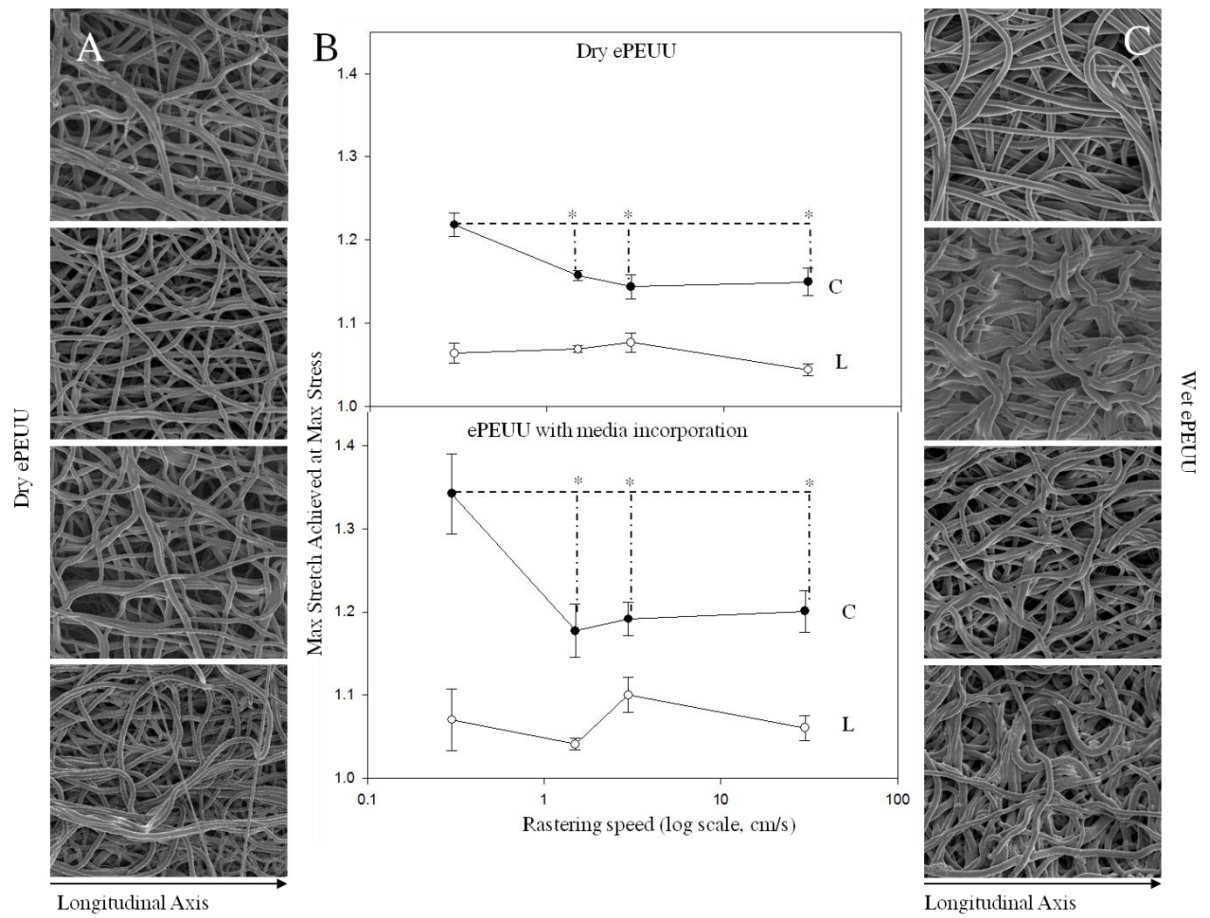 A
B
C
Dry ePEUU
1.4
1.3
1.2
1.1
1.0
* * *
C
L
ePEUU with media incorporation
1.4
1.3
1.2
1.1
1.0
* * *
C
L
0.1 1 10 100
Rastering speed (log scale, cm/s)
Max Stretch Achieved at Max Stress
Dry ePEUU
Wet ePEUU
Longitudinal Axis
Longitudinal Axis